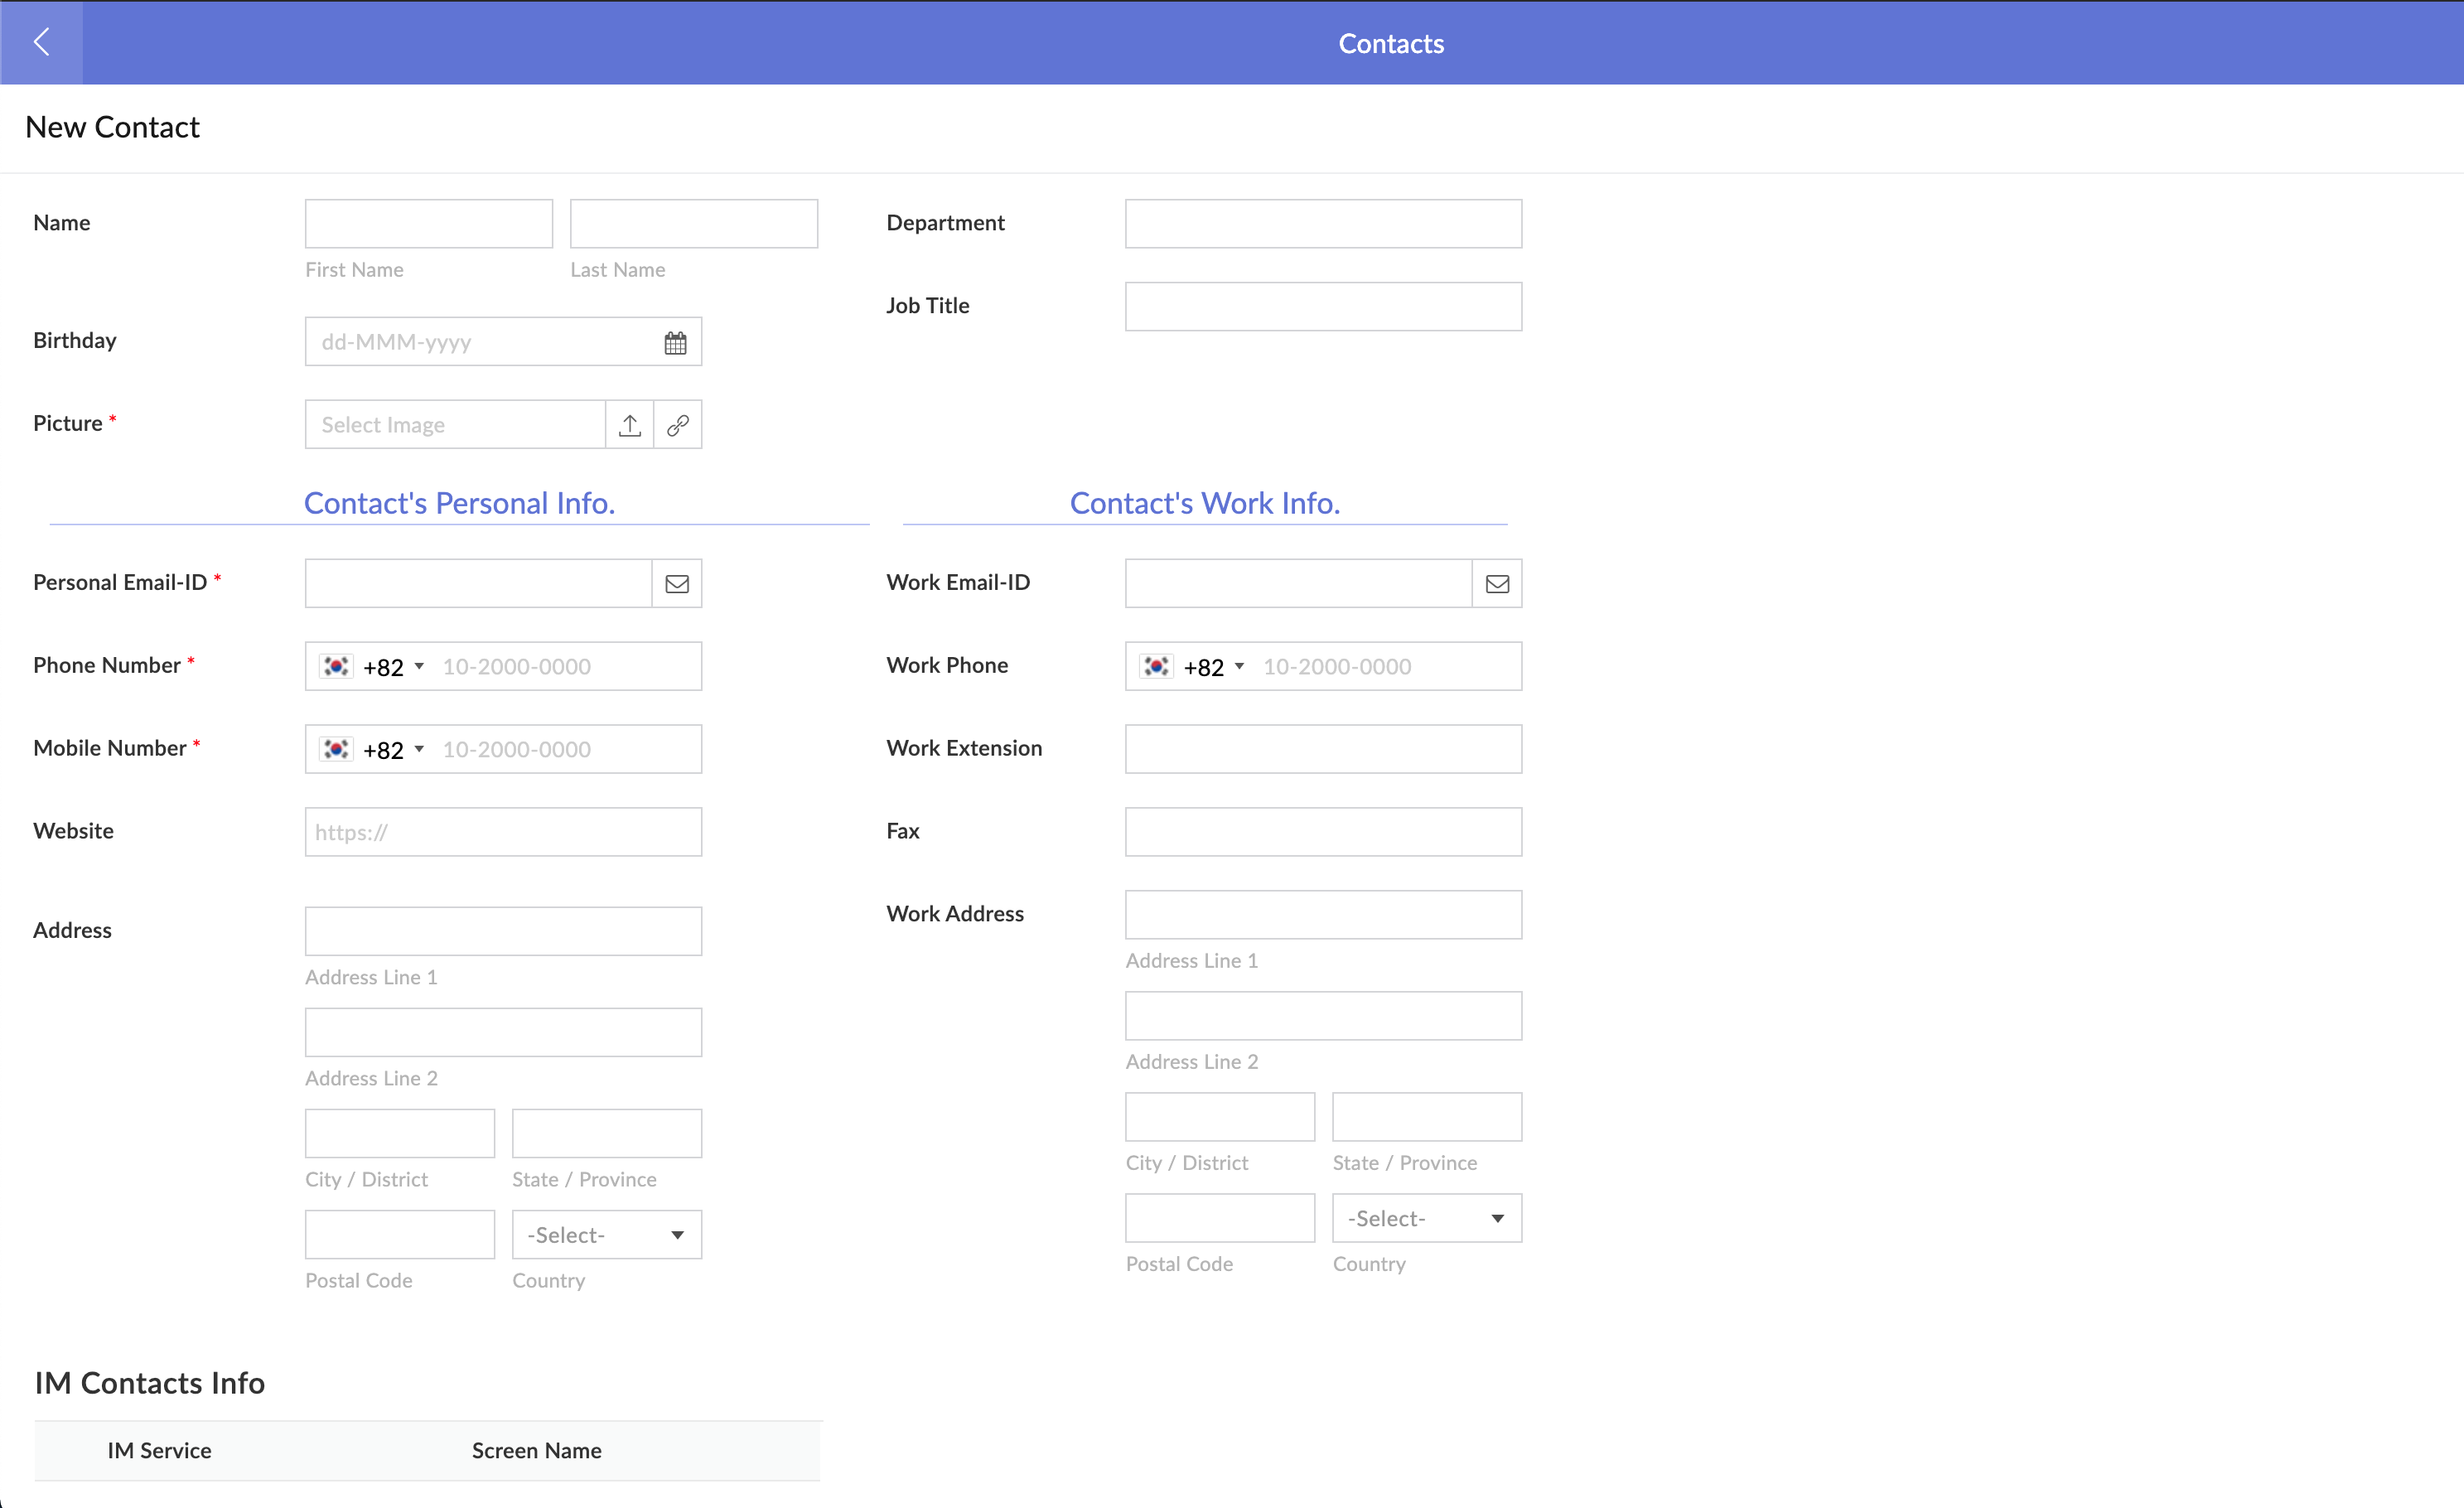 Contacts
New Contact
Name
First Name
Last Name
Birthday
dd-MMM-yyyy
Picture *
Select Image
Department
Job Title
Contact's Personal Info.
Personal Email-ID *
Phone Number *
+82 10-2000-0000
Mobile Number *
+82 10-2000-0000
Website
https://
Address
Address Line 1
Address Line 2
City / District
State / Province
-Select-
Postal Code
Country
Contact's Work Info.
Work Email-ID
Work Phone
+82 10-2000-0000
Work Extension
Fax
Work Address
Address Line 1
Address Line 2
City / District
State / Province
-Select-
Postal Code
Country
IM Contacts Info
IM Service
Screen Name